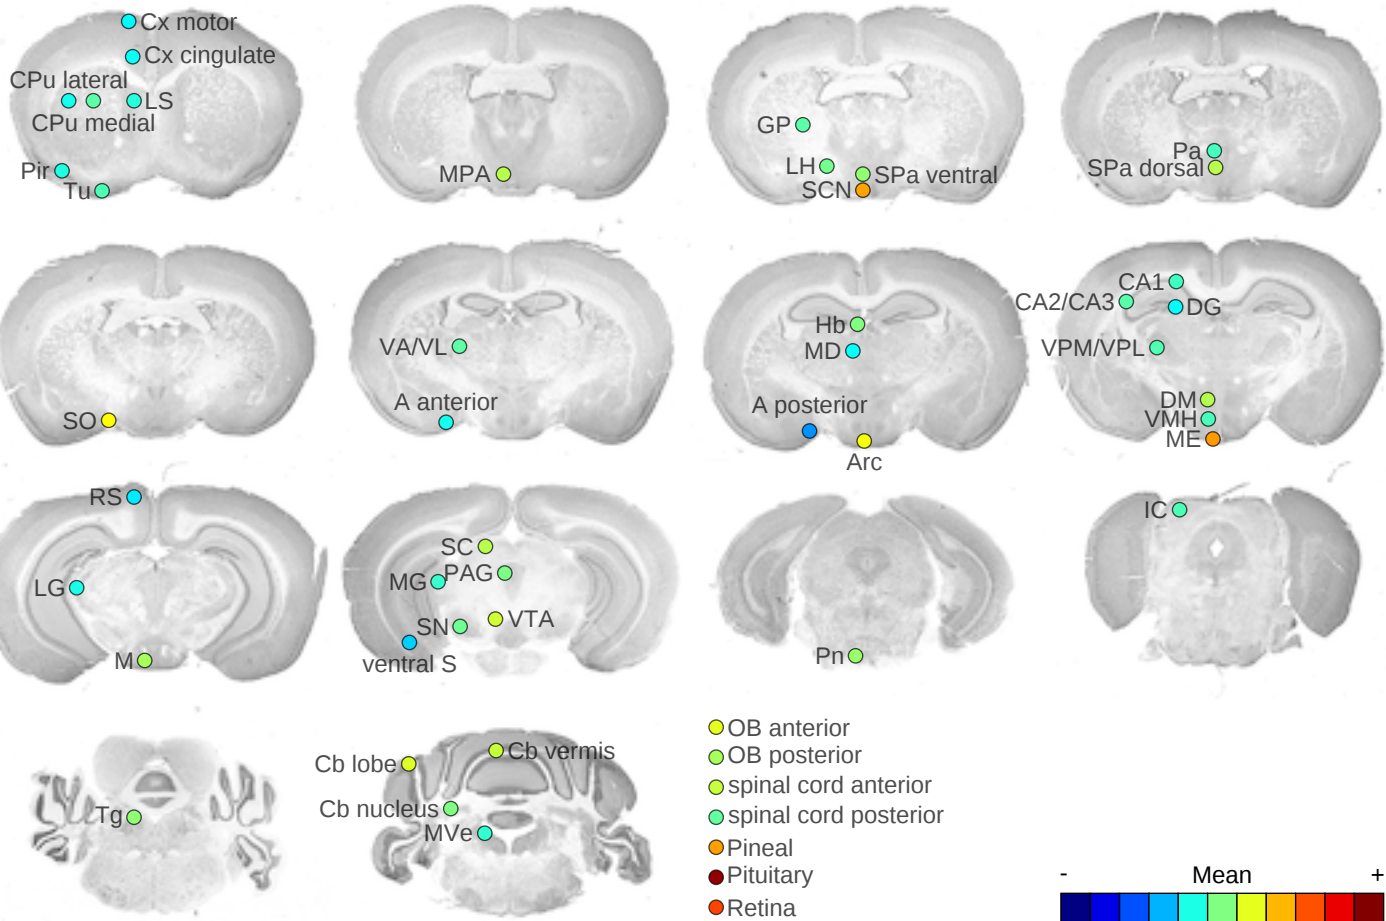 Cx motor
Cx cingulate
CPu lateral
LS
CPu medial
Pir
Tu
MPA
GP
LH
SPa ventral
SCN
Pa
SPa dorsal
SO
VA/VL
A anterior
Hb
MD
A posterior
Arc
CA1
CA2/CA3
DG
VPM/VPL
DM
VMH
ME
RS
LG
M
SC
MG
PAG
SN
VTA
ventral S
Pn
IC
Tg
Cb lobe
Cb vermis
Cb nucleus
MVe
OB anterior
OB posterior
spinal cord anterior
spinal cord posterior
Pineal
Pituitary
Retina
- Mean +